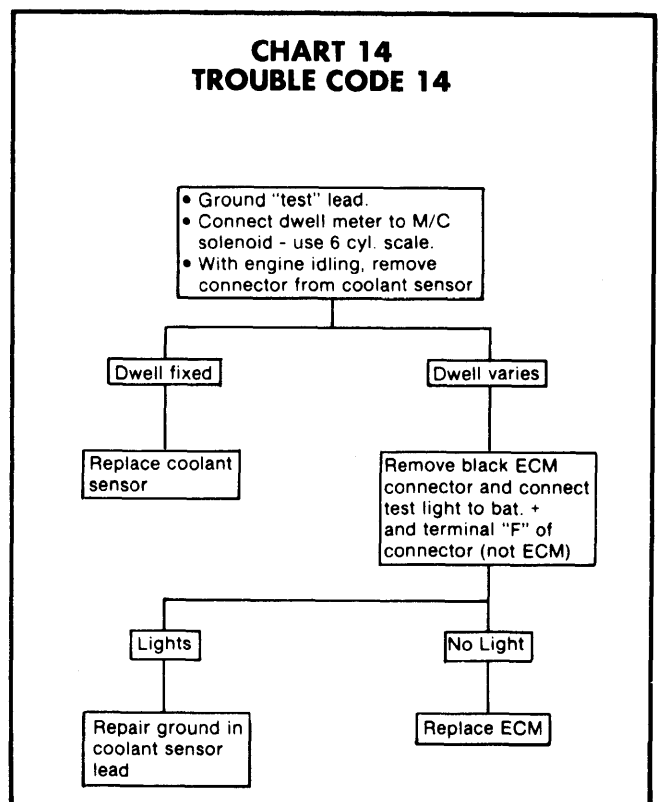 CHART 14
TROUBLE CODE 14
• Ground "test" lead.
• Connect dwell meter to M/C
solenoid - use 6 cyl. scale.
• With engine idling, remove
connector from coolant sensor
Dwell fixed
Dwell varies
Replace coolant
sensor
Remove black ECM
connector and connect
test light to bat. +
and terminal "F" of
connector (not ECM)
Lights
No Light
Repair ground in
coolant sensor
lead
Replace ECM